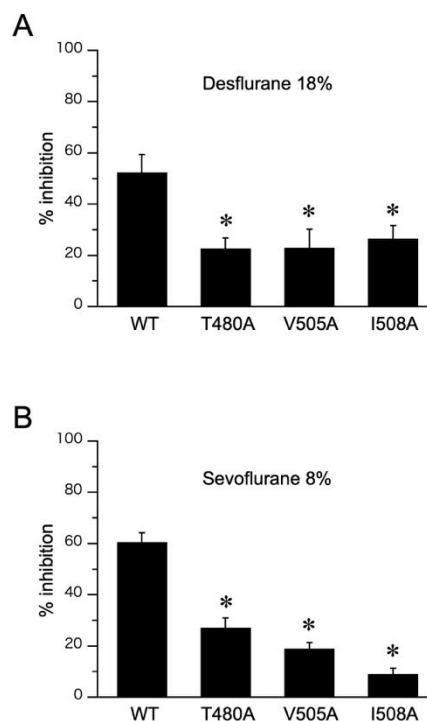 A
Desflurane 18%
100
80
60
40
20
0
% inhibition
*
*
*
WT T480A V505A I508A
B
Sevoflurane 8%
100
80
60
40
20
0
% inhibition
*
*
*
WT T480A V505A I508A